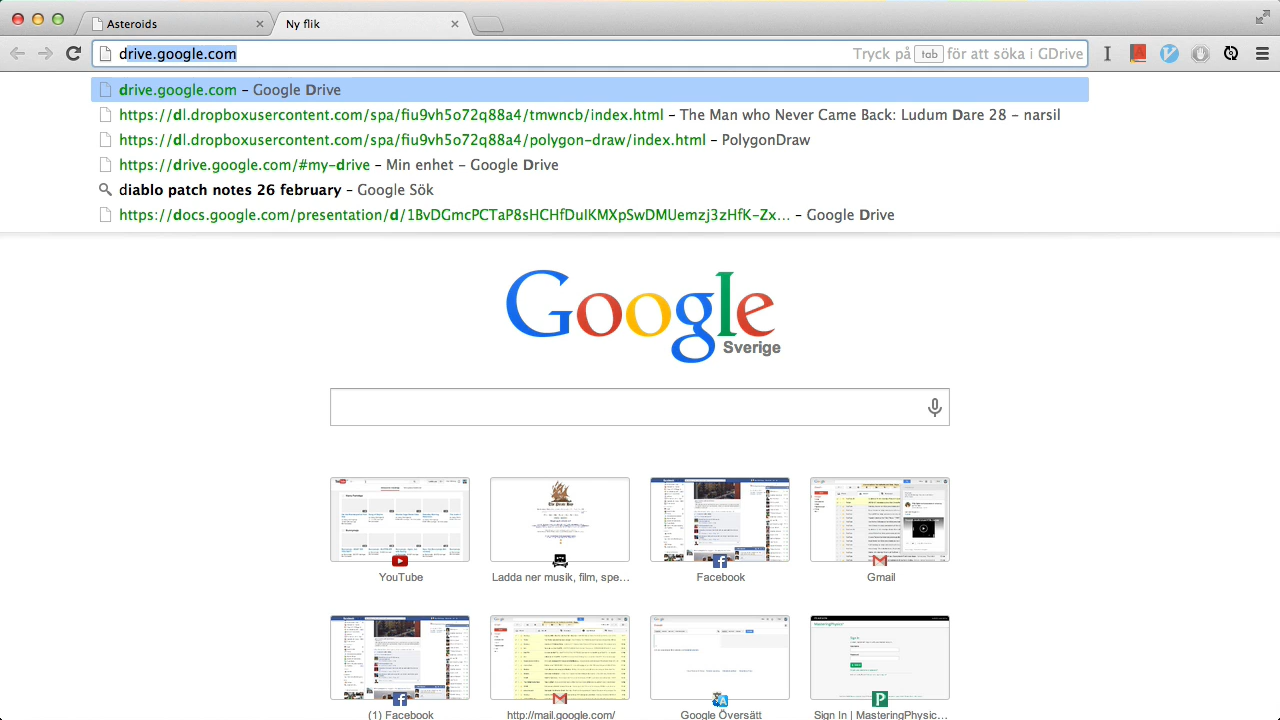 Asteroids
Ny flik
drive.google.com Tryck på tab för att söka i GDrive
drive.google.com – Google Drive
https://dl.dropboxusercontent.com/spa/fiu9vh5o72q88a4/tmwncb/index.html – The Man who Never Came Back: Ludum Dare 28 – narsil
https://dl.dropboxusercontent.com/spa/fiu9vh5o72q88a4/polygon-draw/index.html – PolygonDraw
https://drive.google.com/#my-drive – Min enhet – Google Drive
diablo patch notes 26 february – Google Sök
https://docs.google.com/presentation/d/1BvDGmcPCTaP8sHCHfDuIKMXpSwDMUemzj3zHfK-Zx... – Google Drive
Google
Sverige
YouTube
Ladda ner musik, film, spe...
Facebook
Gmail
(1) Facebook
http://mail.google.com/
Google Översätt
Sign In | MasteringPhysic...